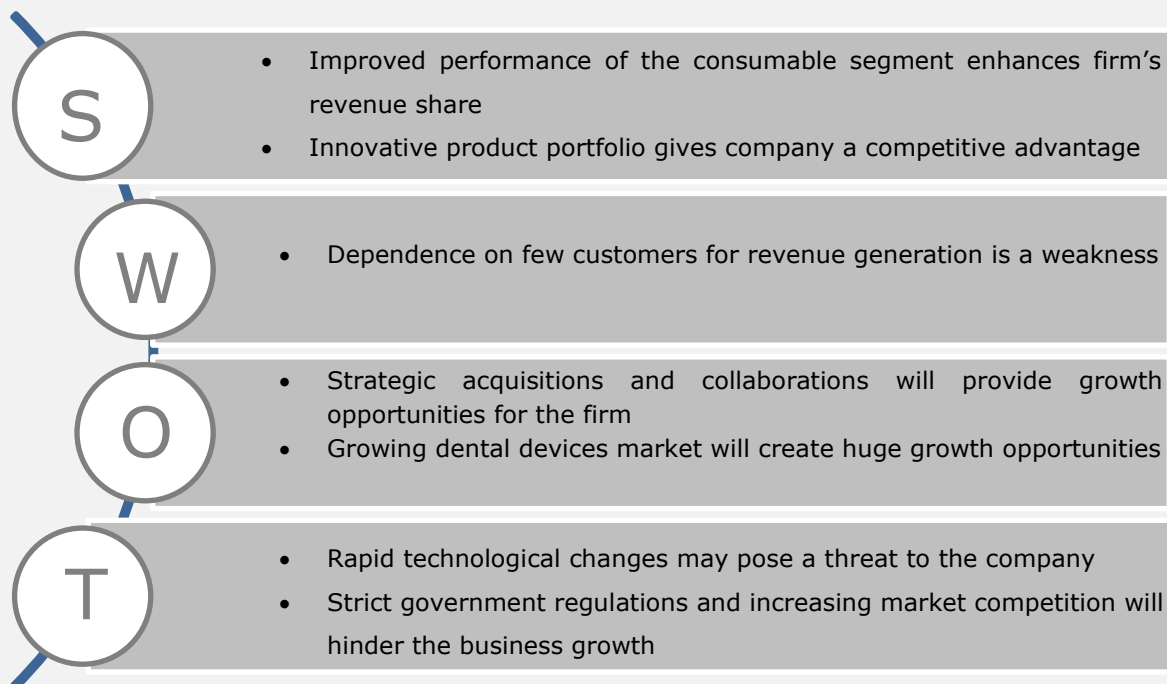 S
• Improved performance of the consumable segment enhances firm's
revenue share
• Innovative product portfolio gives company a competitive advantage
W
• Dependence on few customers for revenue generation is a weakness
O
• Strategic acquisitions and collaborations will provide growth
opportunities for the firm
• Growing dental devices market will create huge growth opportunities
T
• Rapid technological changes may pose a threat to the company
• Strict government regulations and increasing market competition will
hinder the business growth